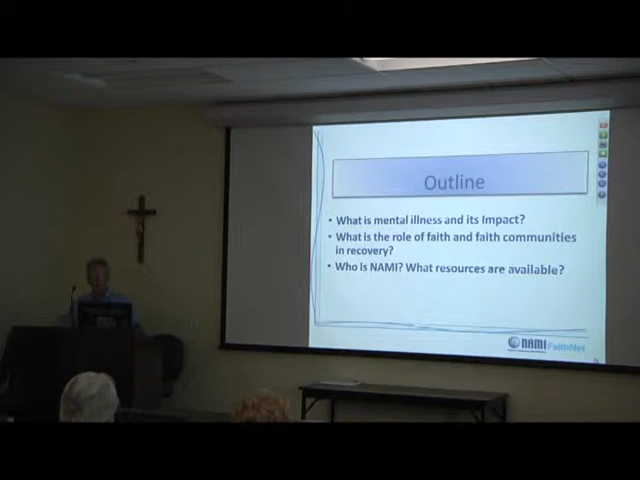 Outline
• What is mental illness and its Impact?
• What is the role of faith and faith communities
in recovery?
• Who is NAMI? What resources are available?
NAMI FaithNet